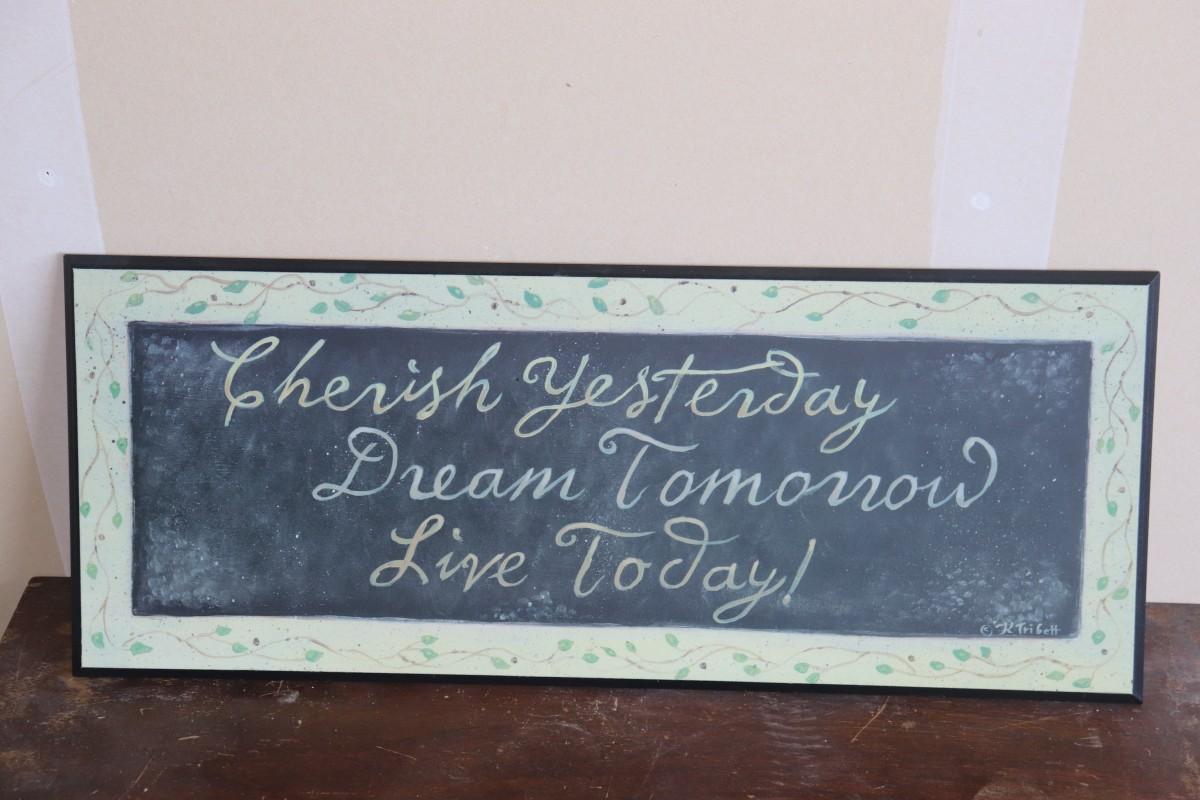 Cherish Yesterday
Dream Tomorrow
Live Today!
© K Tribett